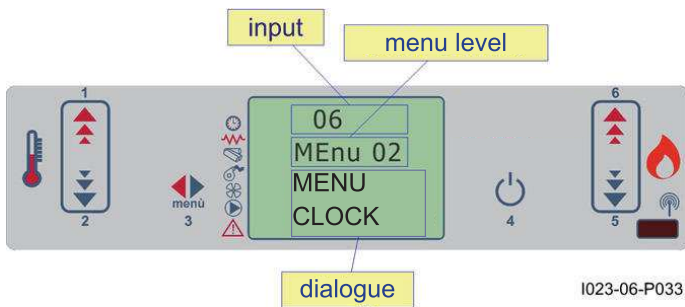 input
menu level
1
6
06
MEnu 02
MENU
CLOCK
menù
2
3
4
5
dialogue
I023-06-P033